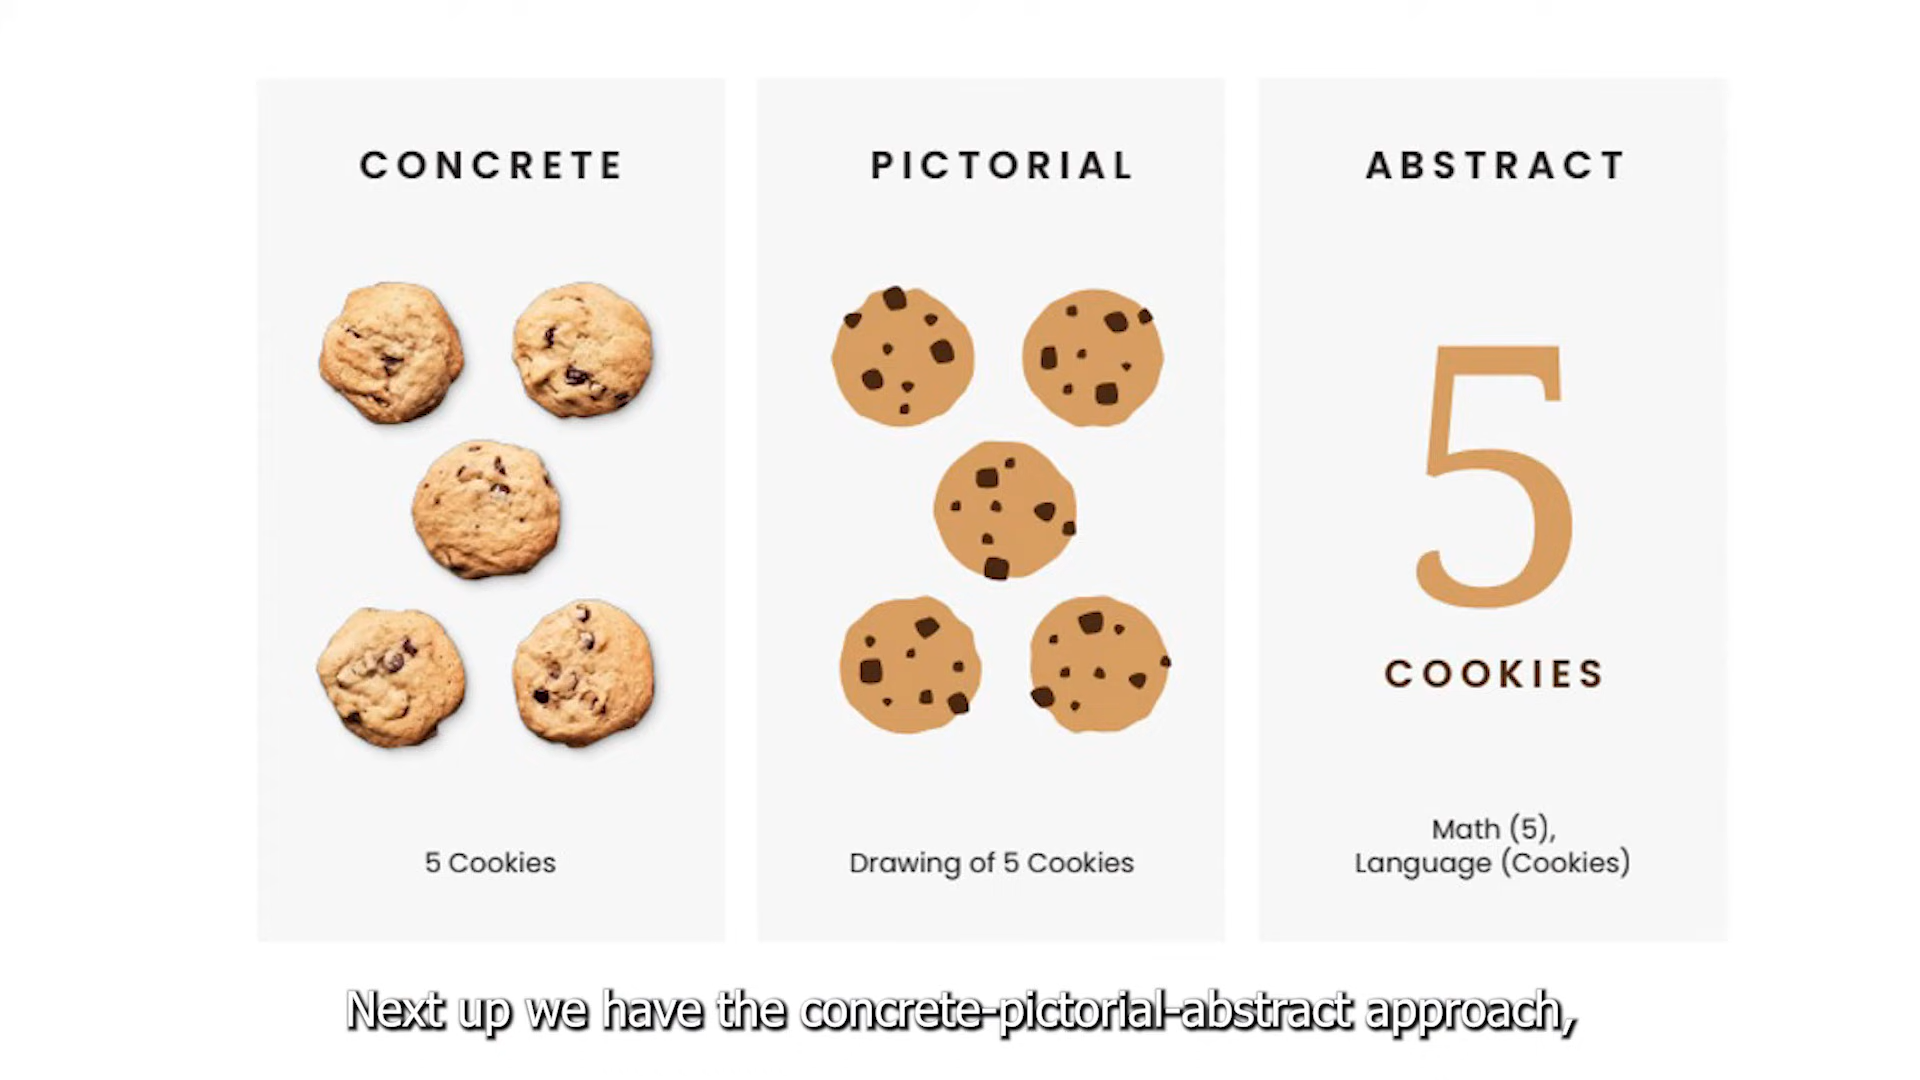 CONCRETE
5 Cookies
PICTORIAL
Drawing of 5 Cookies
ABSTRACT
5
COOKIES
Math (5),
Language (Cookies)
Next up we have the concrete-pictorial-abstract approach,